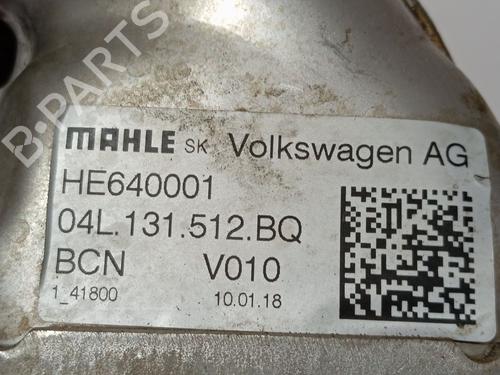 B-PARTS
MAHLE SK Volkswagen AG
HE640001
04L.131.512.BQ
BCN V010
1_41800 10.01.18